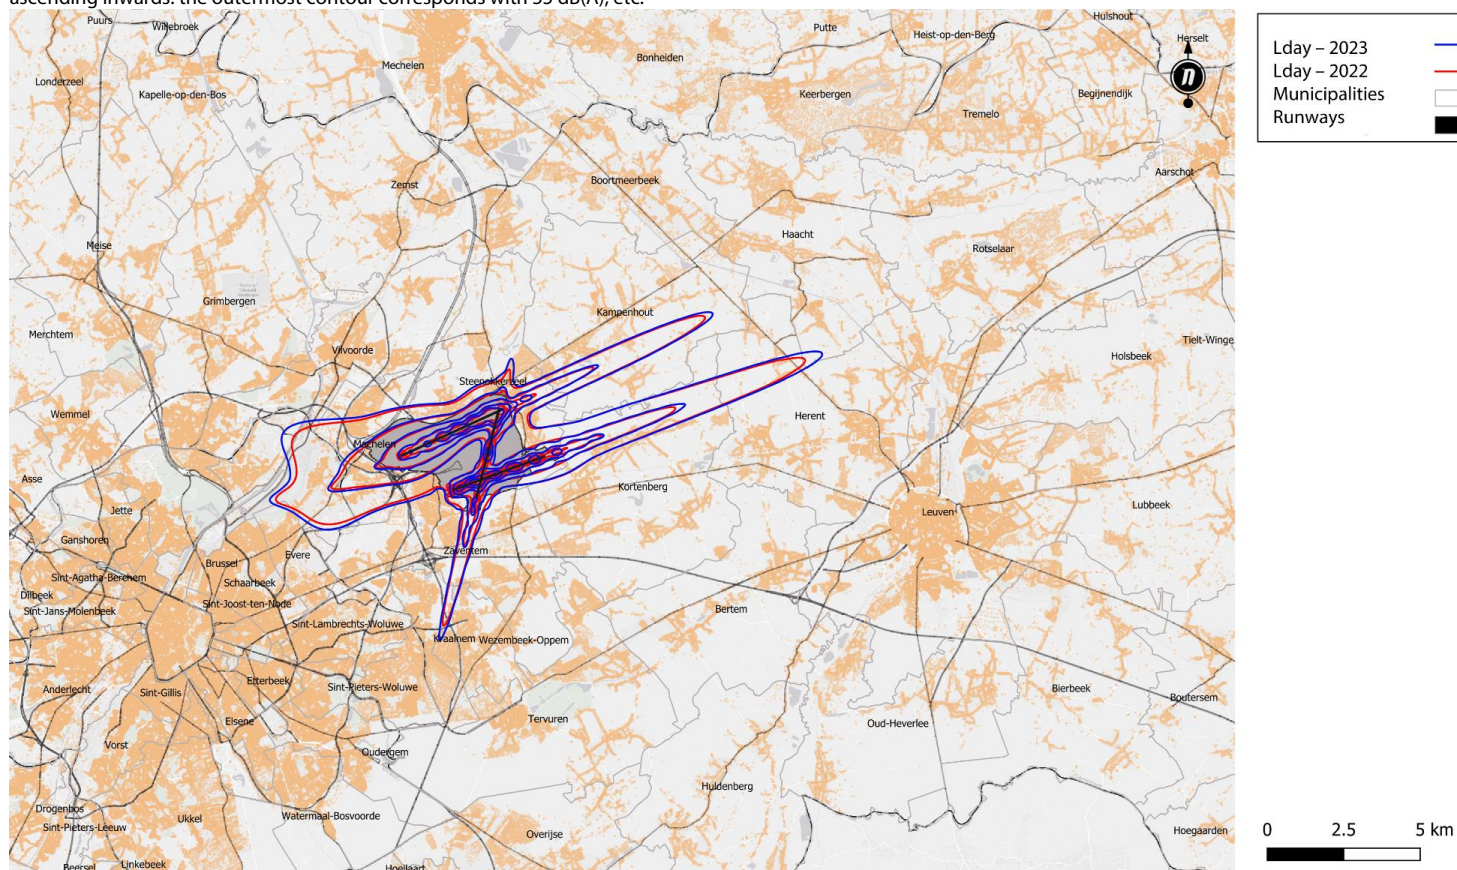 ascending inwards: the outermost contour corresponds with 55 dB(A), etc.
Puurs
Willebroek
Putte
Hulshout
Heist-op-den-Berg
Herselt
Mechelen
Bonheiden
Londerzeel
Kapelle-op-den-Bos
Keerbergen
Begijnendijk
Tremelo
Zemst
Boortmeerbeek
Aarschot
Haacht
Meise
Rotselaar
Grimbergen
Kampenhout
Merchtem
Tielt-Winge
Vilvoorde
Holsbeek
Steenokkerzeel
Wemmel
Herent
Machelen
Asse
Kortenberg
Lubbeek
Jette
Leuven
Ganshoren
Zaventem
Evere
Brussel
Sint-Agatha-Berchem
Schaarbeek
Dilbeek
Sint-Joost-ten-Node
Sint-Jans-Molenbeek
Bertem
Sint-Lambrechts-Woluwe
Kraainem
Wezembeek-Oppem
Etterbeek
Sint-Pieters-Woluwe
Anderlecht
Sint-Gillis
Bierbeek
Boutersem
Elsene
Tervuren
Oud-Heverlee
Vorst
Oudergem
Huldenberg
Drogenbos
Ukkel
Watermaal-Bosvoorde
Sint-Pieters-Leeuw
Overijse
Hoegaarden
Beersel
Linkebeek
Hoeilaart
Lday – 2023
Lday – 2022
Municipalities
Runways
0 2.5 5 km